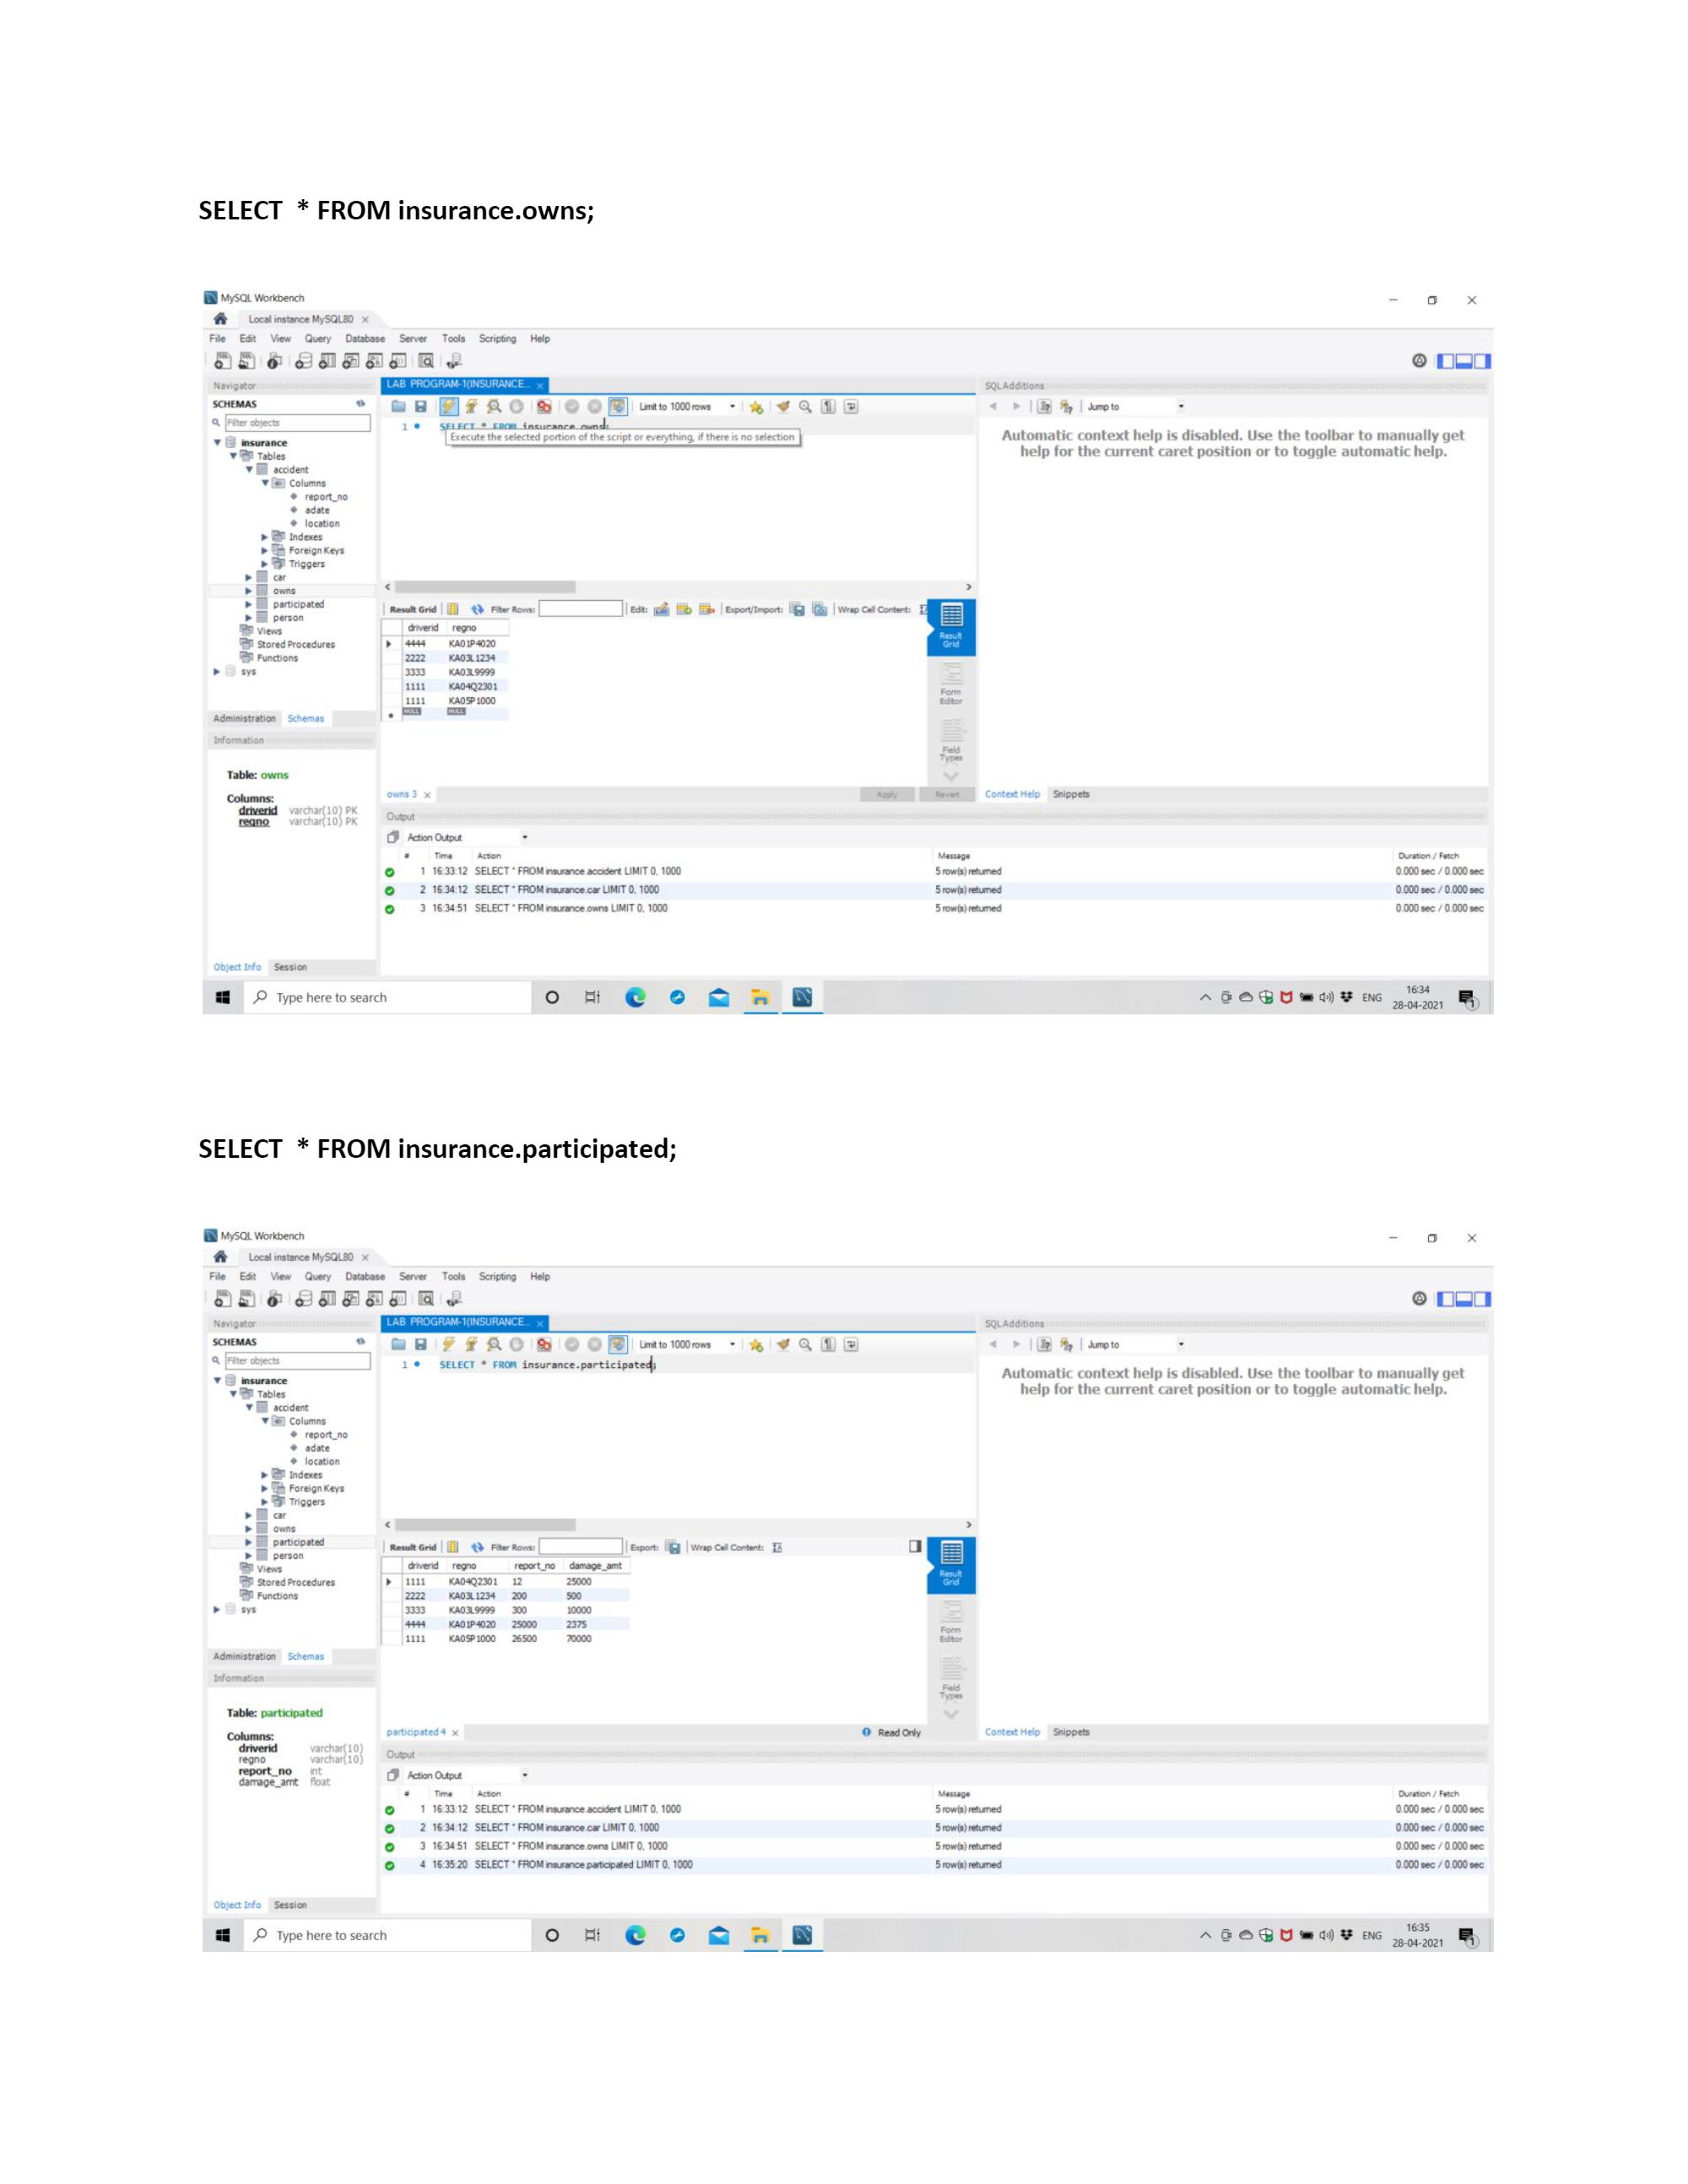 SELECT  * FROM insurance.owns;
MySQL Workbench
Local instance MySQL80
File Edit View Query Database Server Tools Scripting Help
Navigator
SCHEMAS
Filter objects
insurance
Tables
accident
Columns
report_no
adate
location
Indexes
Foreign Keys
Triggers
car
owns
participated
person
Views
Stored Procedures
Functions
sys
Administration Schemas
Information
Table: owns
Columns:
driverid varchar(10) PK
regno varchar(10) PK
Object Info Session
LAB PROGRAM-1(INSURANCE...
Limit to 1000 rows
1 SELECT * FROM insurance.owns
Execute the selected portion of the script or everything, if there is no selection
Result Grid Filter Rows: Edit: Export/Import: Wrap Cell Content:
driverid regno
4444 KA01P4020
2222 KA03L1234
3333 KA03L9999
1111 KA04Q2301
1111 KA05P1000
NULL NULL
Result Grid
Form Editor
Field Types
owns 3 Apply Revert
SQLAdditions
Jump to
Automatic context help is disabled. Use the toolbar to manually get
help for the current caret position or to toggle automatic help.
Context Help Snippets
Output
Action Output
# Time Action Message Duration / Fetch
1 16:33:12 SELECT * FROM insurance.accident LIMIT 0, 1000 5 row(s) returned 0.000 sec / 0.000 sec
2 16:34:12 SELECT * FROM insurance.car LIMIT 0, 1000 5 row(s) returned 0.000 sec / 0.000 sec
3 16:34:51 SELECT * FROM insurance.owns LIMIT 0, 1000 5 row(s) returned 0.000 sec / 0.000 sec
Type here to search
ENG 16:34
28-04-2021
1
SELECT  * FROM insurance.participated;
MySQL Workbench
Local instance MySQL80
File Edit View Query Database Server Tools Scripting Help
Navigator
SCHEMAS
Filter objects
insurance
Tables
accident
Columns
report_no
adate
location
Indexes
Foreign Keys
Triggers
car
owns
participated
person
Views
Stored Procedures
Functions
sys
Administration Schemas
Information
Table: participated
Columns:
driverid varchar(10)
regno varchar(10)
report_no int
damage_amt float
Object Info Session
LAB PROGRAM-1(INSURANCE...
Limit to 1000 rows
1 SELECT * FROM insurance.participated;
Result Grid Filter Rows: Export: Wrap Cell Content:
driverid regno report_no damage_amt
1111 KA04Q2301 12 25000
2222 KA03L1234 200 500
3333 KA03L9999 300 10000
4444 KA01P4020 25000 2375
1111 KA05P1000 26500 70000
Result Grid
Form Editor
Field Types
participated 4 Read Only
SQLAdditions
Jump to
Automatic context help is disabled. Use the toolbar to manually get
help for the current caret position or to toggle automatic help.
Context Help Snippets
Output
Action Output
# Time Action Message Duration / Fetch
1 16:33:12 SELECT * FROM insurance.accident LIMIT 0, 1000 5 row(s) returned 0.000 sec / 0.000 sec
2 16:34:12 SELECT * FROM insurance.car LIMIT 0, 1000 5 row(s) returned 0.000 sec / 0.000 sec
3 16:34:51 SELECT * FROM insurance.owns LIMIT 0, 1000 5 row(s) returned 0.000 sec / 0.000 sec
4 16:35:20 SELECT * FROM insurance.participated LIMIT 0, 1000 5 row(s) returned 0.000 sec / 0.000 sec
Type here to search
ENG 16:35
28-04-2021
1